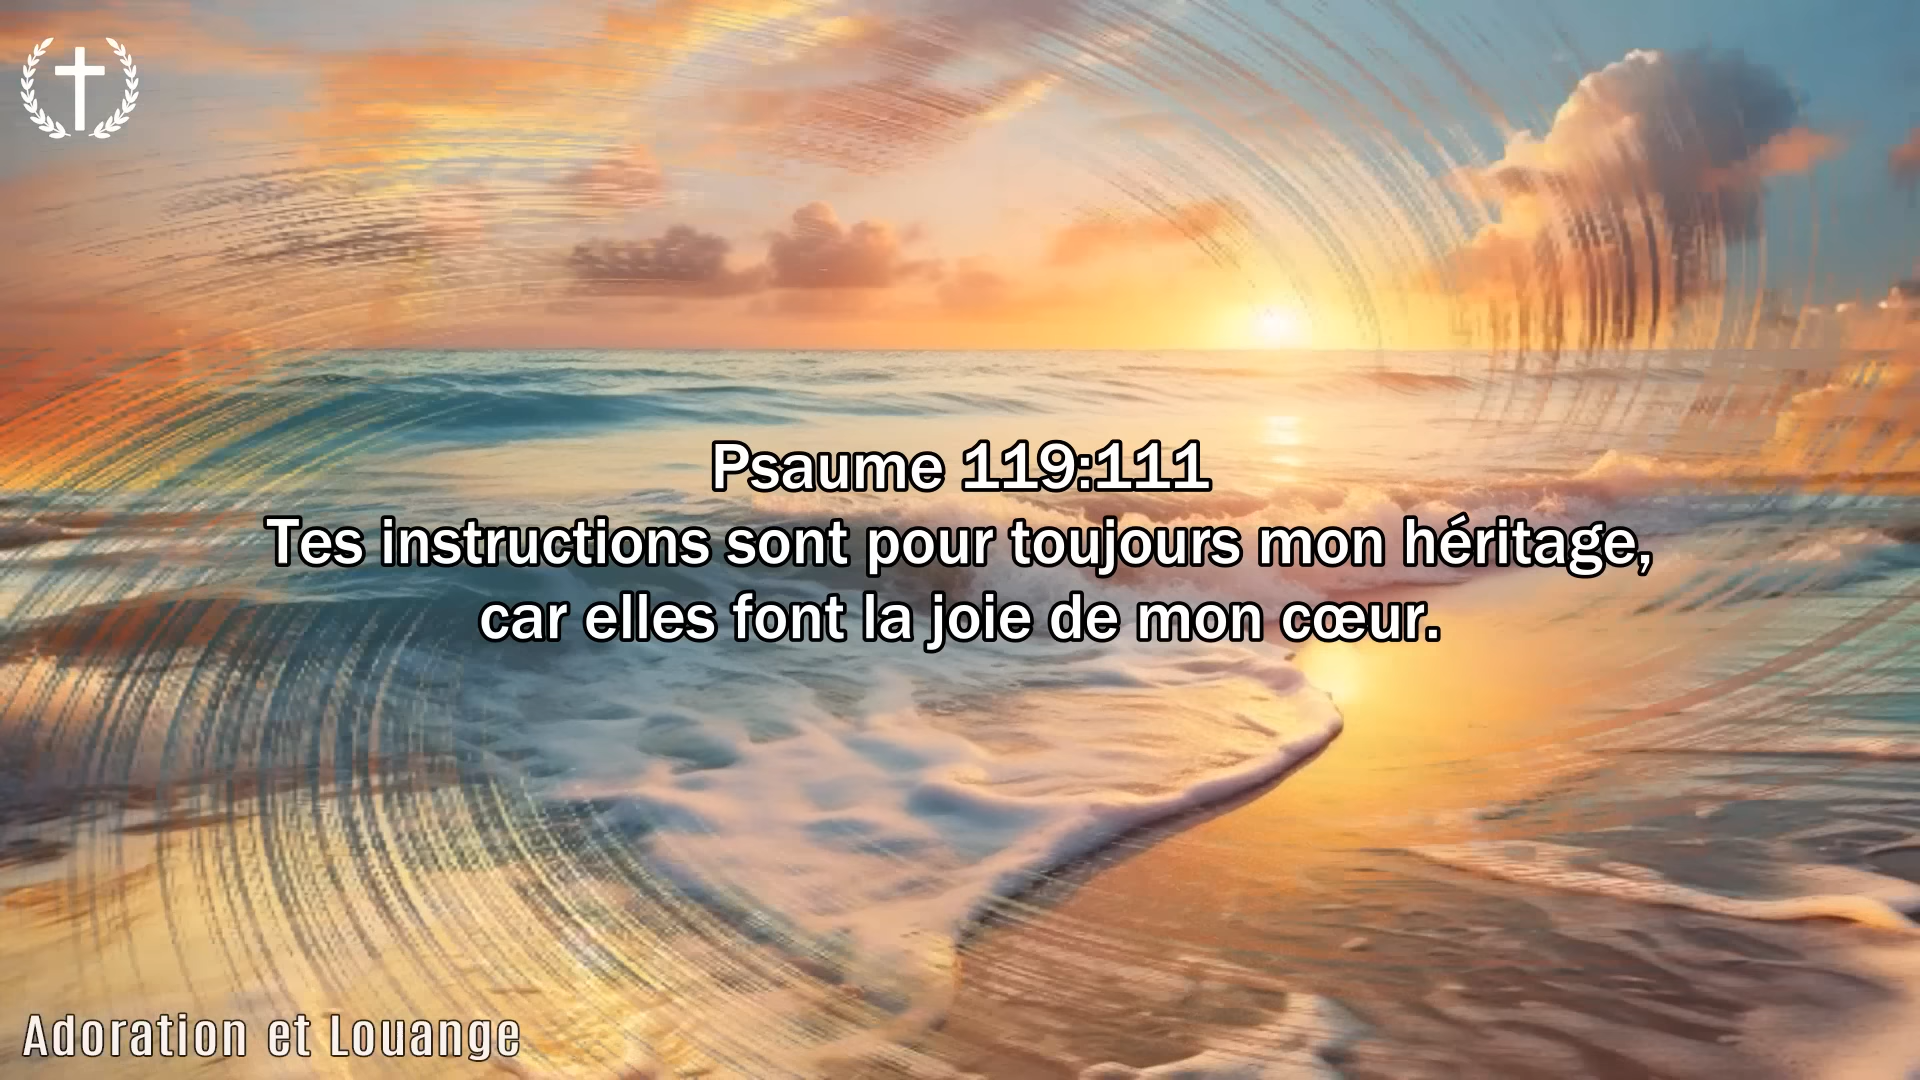 Psaume 119:111
Tes instructions sont pour toujours mon héritage,
car elles font la joie de mon cœur.
Adoration et Louange